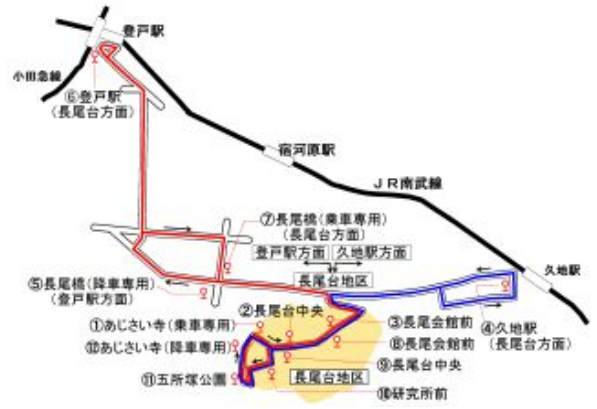 登戸駅
小田急線
⑥登戸駅
(長尾台方面)
宿河原駅
JR南武線
⑦長尾橋(乗車専用)
(長尾台方面)
登戸駅方面
久地駅方面
久地駅
長尾台地区
⑤長尾橋(降車専用)
(登戸駅方面)
②長尾台中央
①あじさい寺(乗車専用)
③長尾会館前
④久地駅
(長尾台方面)
⑫あじさい寺(降車専用)
⑧長尾会館前
⑨長尾台中央
⑪五所塚公園
長尾台地区
⑩研究所前